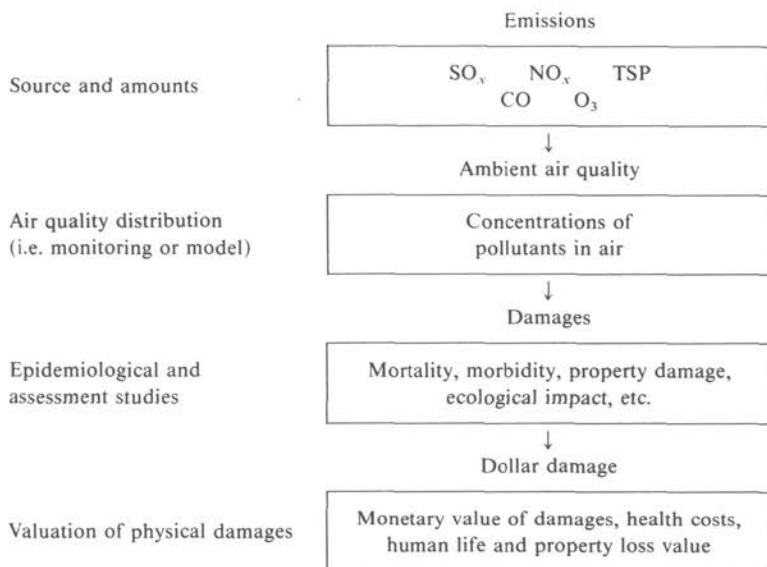 Emissions
Source and amounts
SOₓ NOₓ TSP
CO O₃
↓
Ambient air quality
Air quality distribution
(i.e. monitoring or model)
Concentrations of
pollutants in air
↓
Damages
Epidemiological and
assessment studies
Mortality, morbidity, property damage,
ecological impact, etc.
↓
Dollar damage
Valuation of physical damages
Monetary value of damages, health costs,
human life and property loss value